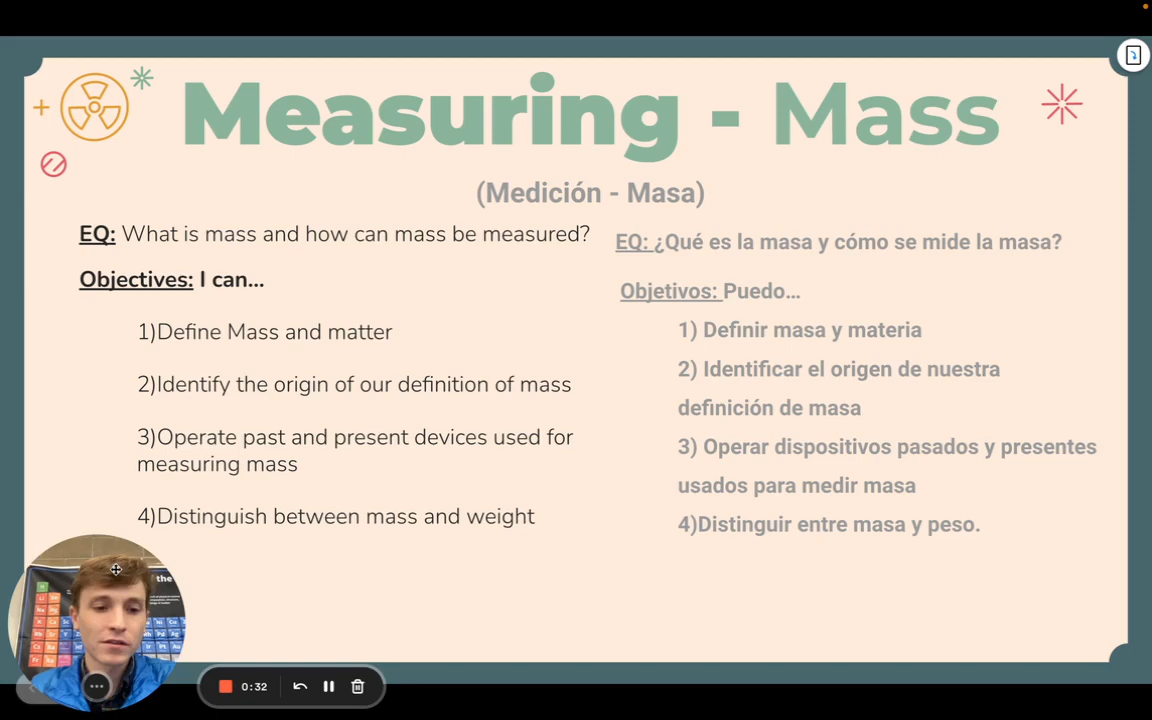 Measuring - Mass
(Medición - Masa)
EQ: What is mass and how can mass be measured?
Objectives: I can...
1)Define Mass and matter
2)Identify the origin of our definition of mass
3)Operate past and present devices used for
measuring mass
4)Distinguish between mass and weight
EQ: ¿Qué es la masa y cómo se mide la masa?
Objetivos: Puedo...
1) Definir masa y materia
2) Identificar el origen de nuestra
definición de masa
3) Operar dispositivos pasados y presentes
usados para medir masa
4)Distinguir entre masa y peso.
the
0:32